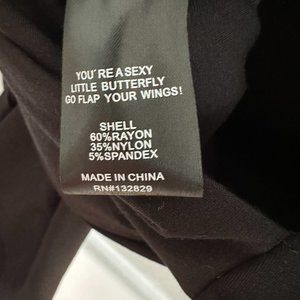 YOU'RE A SEXY
LITTLE BUTTERFLY
GO FLAP YOUR WINGS!
SHELL
60%RAYON
35%NYLON
5%SPANDEX
MADE IN CHINA
RN#132829